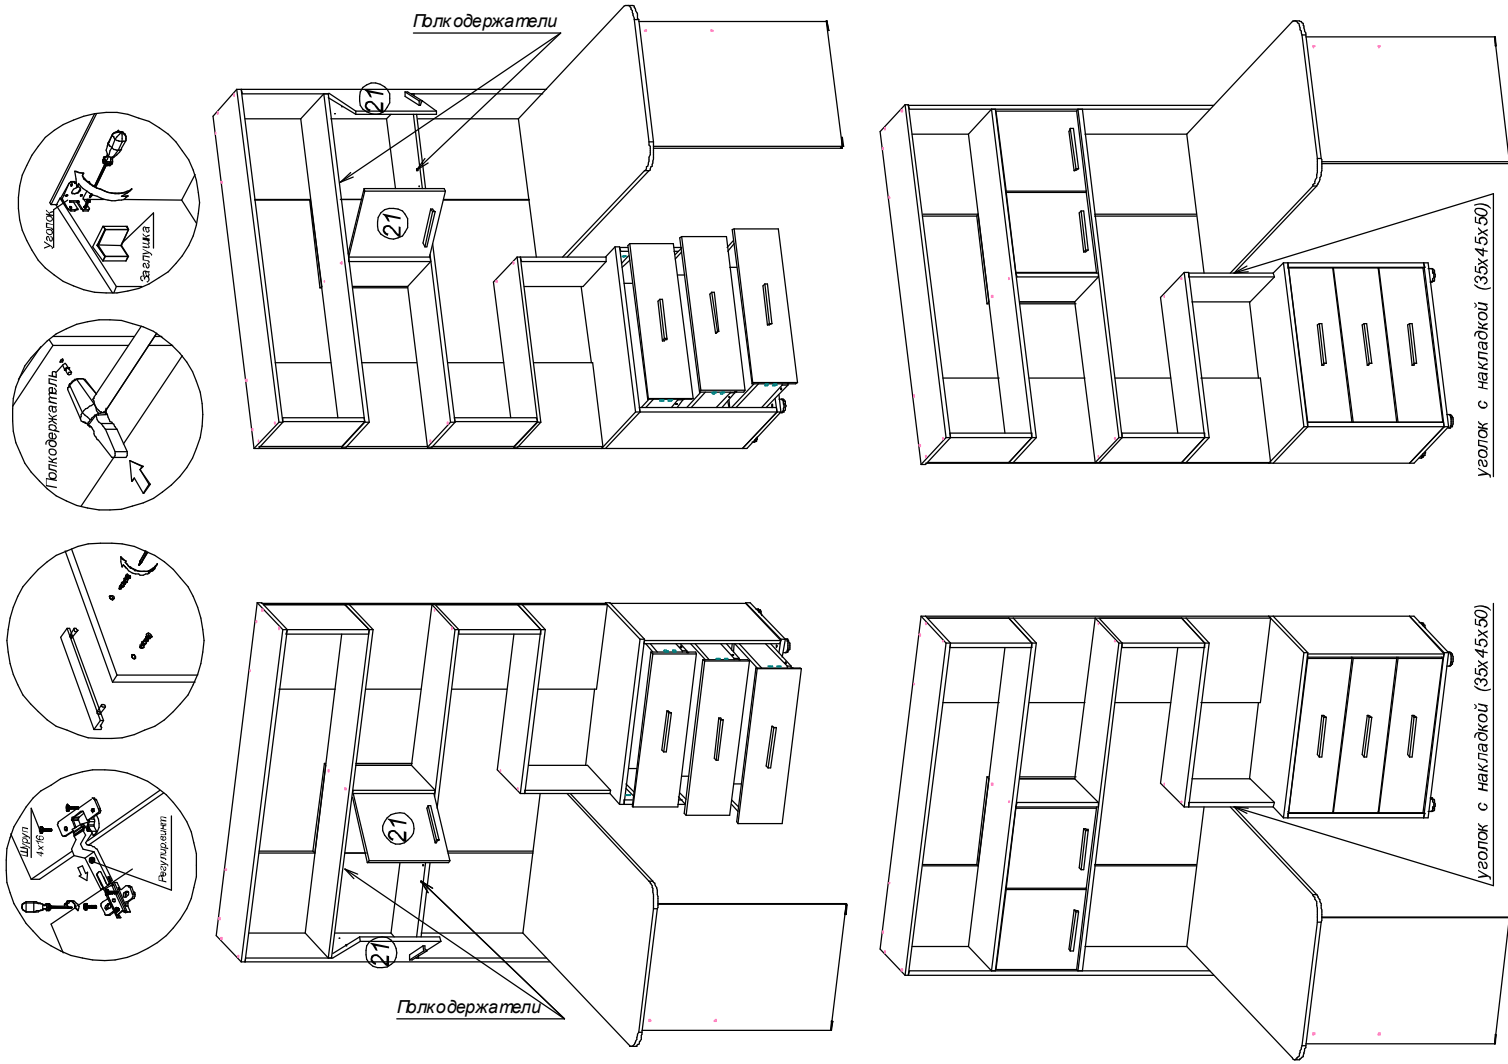 Полкодержатели
21
Уголок
Заглушка
21
Полкодержатель
уголок с накладкой (35х45х50)
Шуруп
4х16
Регулир.винт
21
21
Полкодержатели
уголок с накладкой (35х45х50)